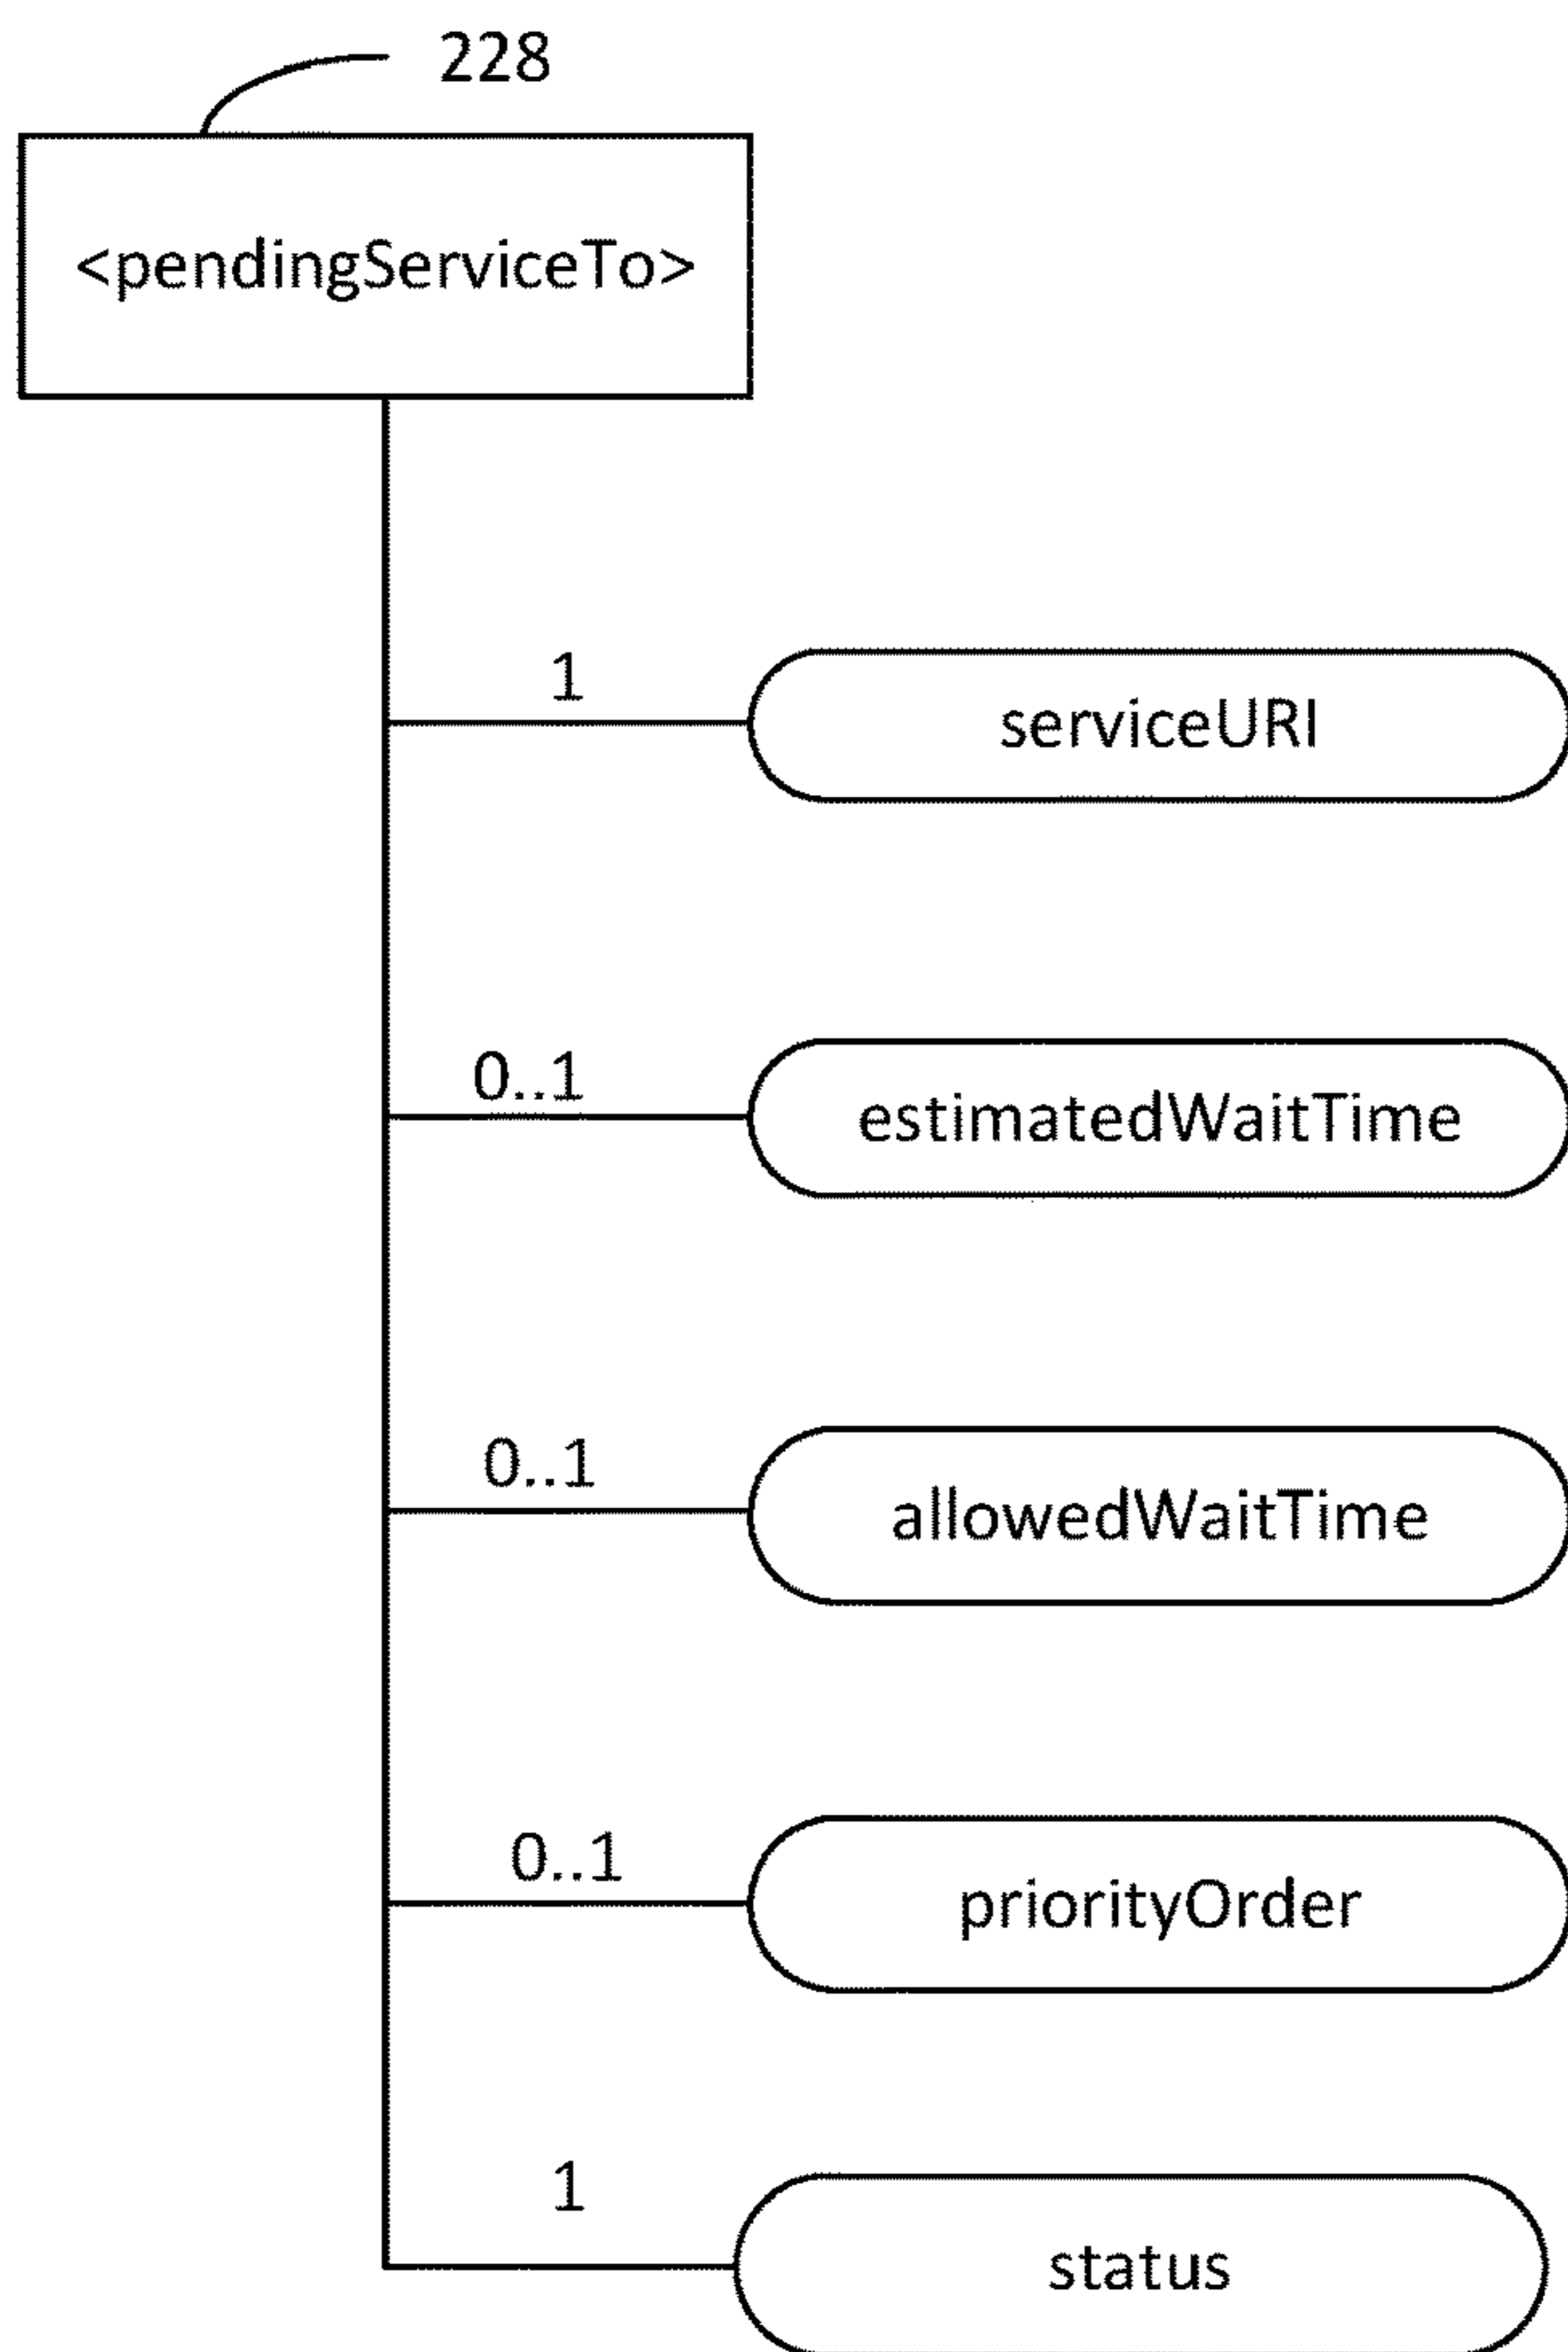 228
<pendingServiceTo>
1
serviceURI
0..1
estimatedWaitTime
0..1
allowedWaitTime
0..1
priorityOrder
1
status